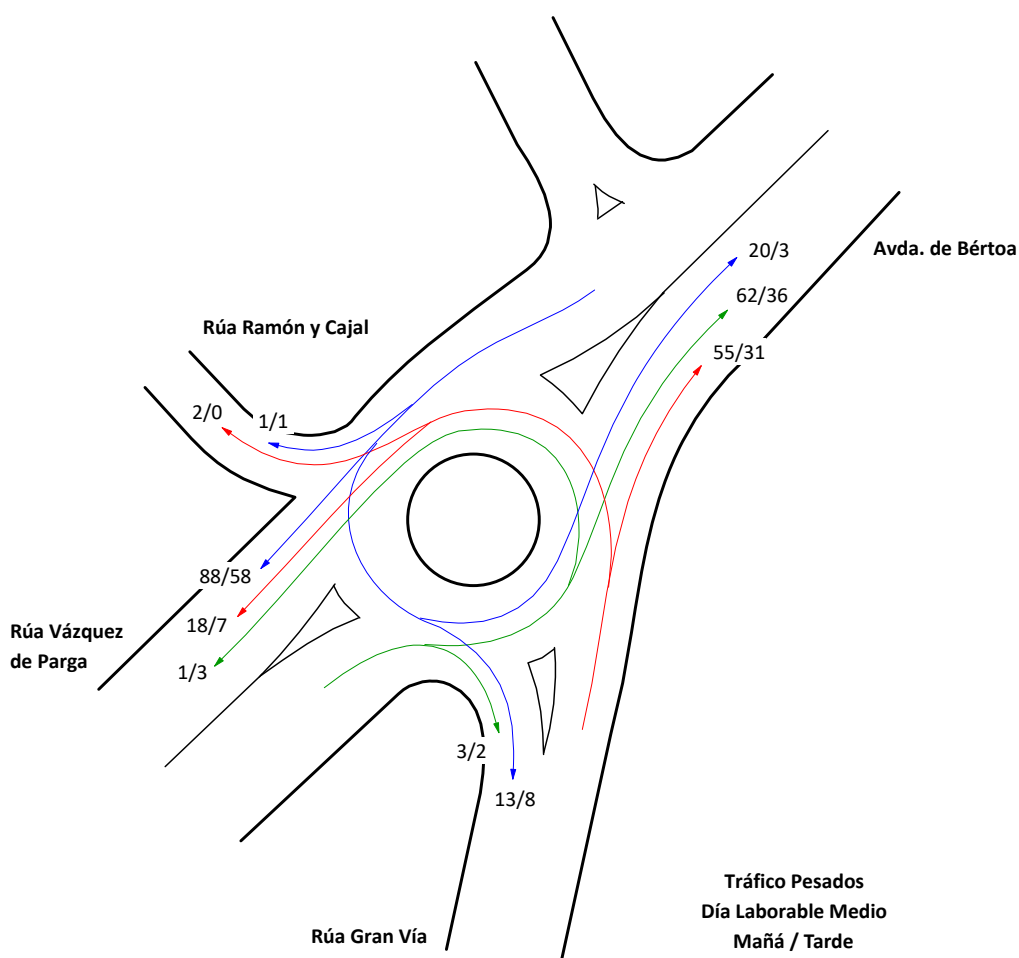 20/3
Avda. de Bértoa
62/36
Rúa Ramón y Cajal
55/31
2/0
1/1
88/58
18/7
Rúa Vázquez
de Parga
1/3
3/2
13/8
Tráfico Pesados
Día Laborable Medio
Rúa Gran Vía
Mañá / Tarde